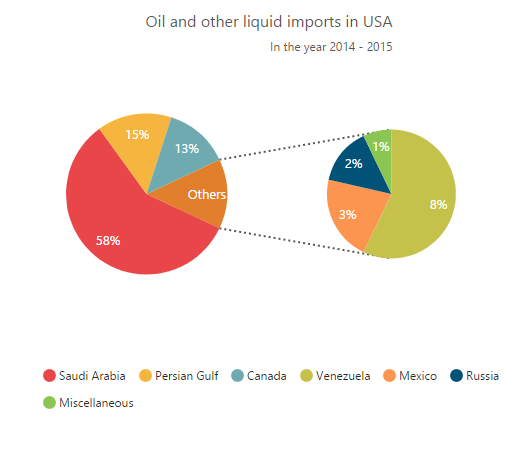 Oil and other liquid imports in USA
In the year 2014 - 2015
15%
13%
Others
58%
1%
2%
3%
8%
Saudi Arabia Persian Gulf Canada Venezuela Mexico Russia
Miscellaneous